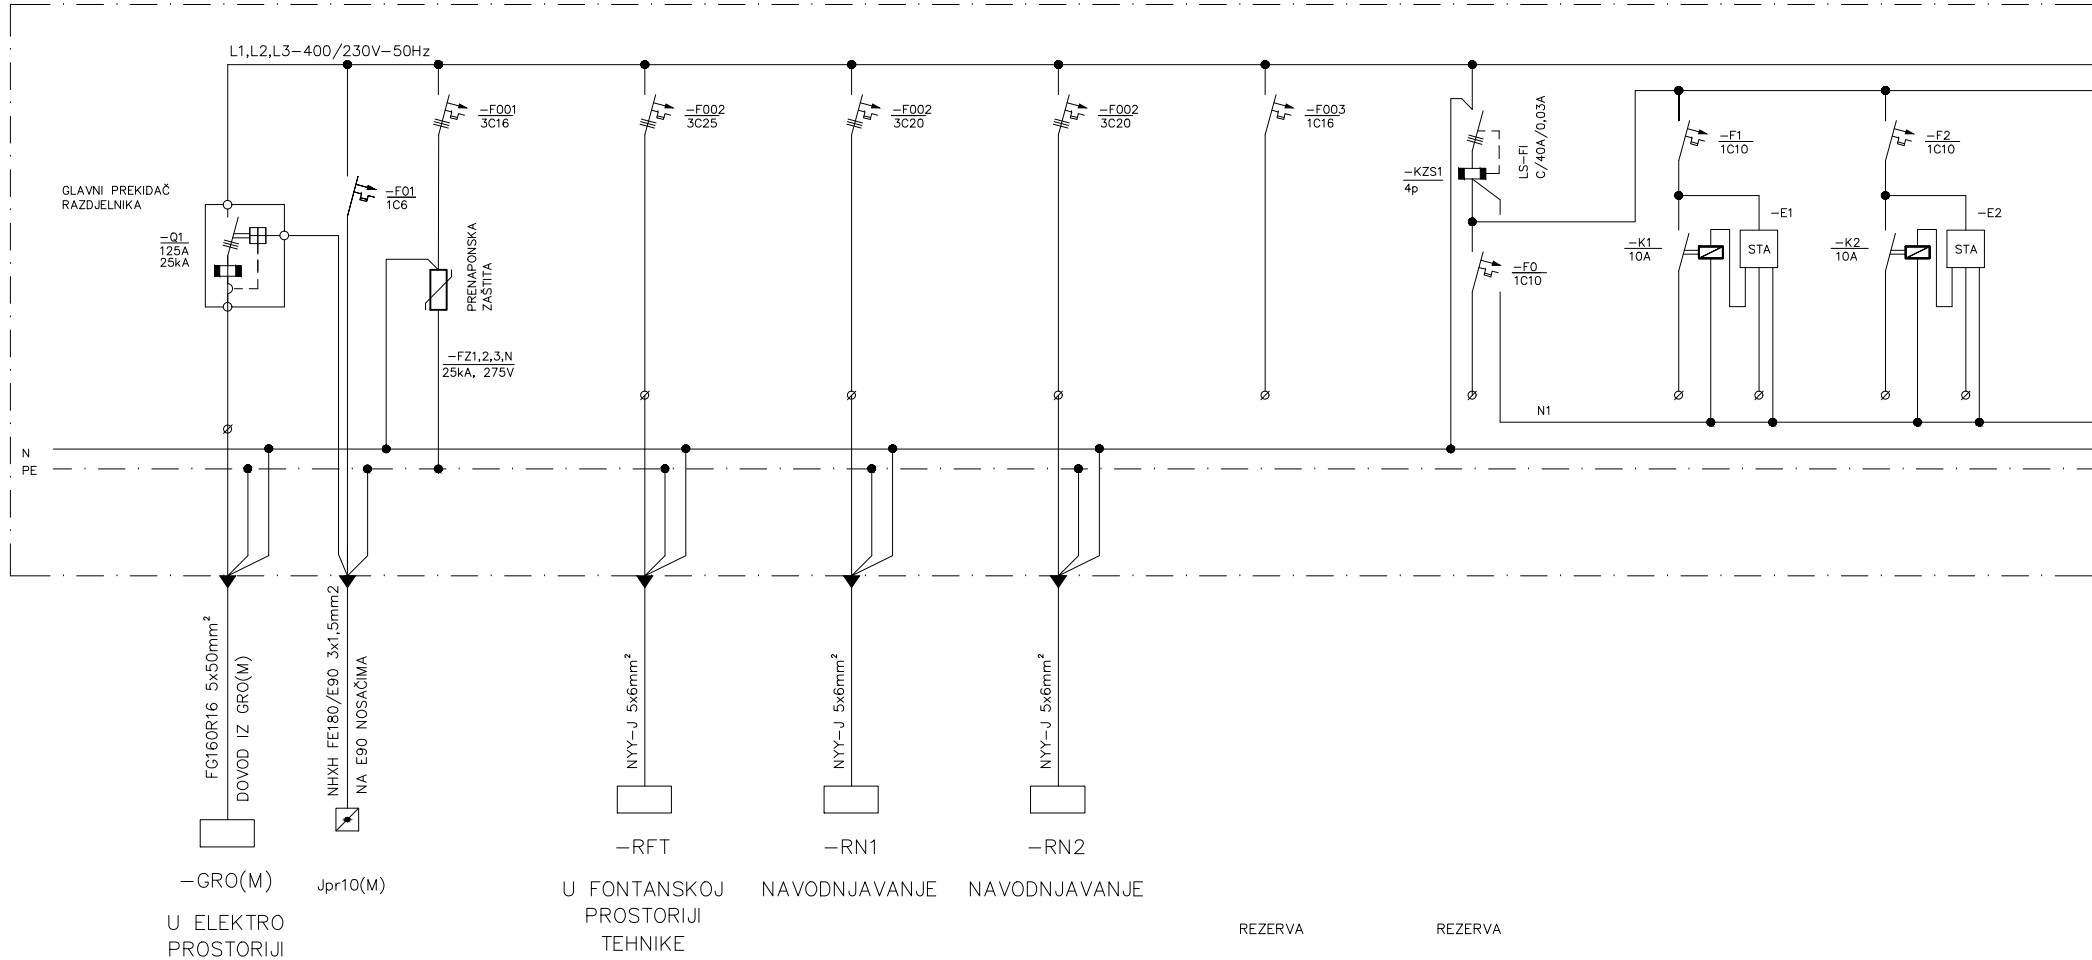 L1,L2,L3-400/230V-50Hz
GLAVNI PREKIDAČ
RAZDJELNIKA
-Q1
125A
25kA
-F01
1C6
-F001
3C16
PRENAPONSKA
ZAŠTITA
-FZ1,2,3,N
25kA, 275V
-F002
3C25
-F002
3C20
-F002
3C20
-F003
1C16
-KZS1
4p
LS-FI
C/40A/0,03A
-F0
1C10
-F1
1C10
-E1
-K1
10A
STA
-F2
1C10
-E2
-K2
10A
STA
N1
N
PE
FG16OR16 5x50mm²
DOVOD IZ GRO(M)
NHXH FE180/E90 3x1,5mm2
NA E90 NOSAČIMA
NYY-J 5x6mm²
NYY-J 5x6mm²
NYY-J 5x6mm²
-GRO(M)
U ELEKTRO
PROSTORIJI
Jpr10(M)
-RFT
U FONTANSKOJ
PROSTORIJI
TEHNIKE
-RN1
NAVODNJAVANJE
-RN2
NAVODNJAVANJE
REZERVA
REZERVA